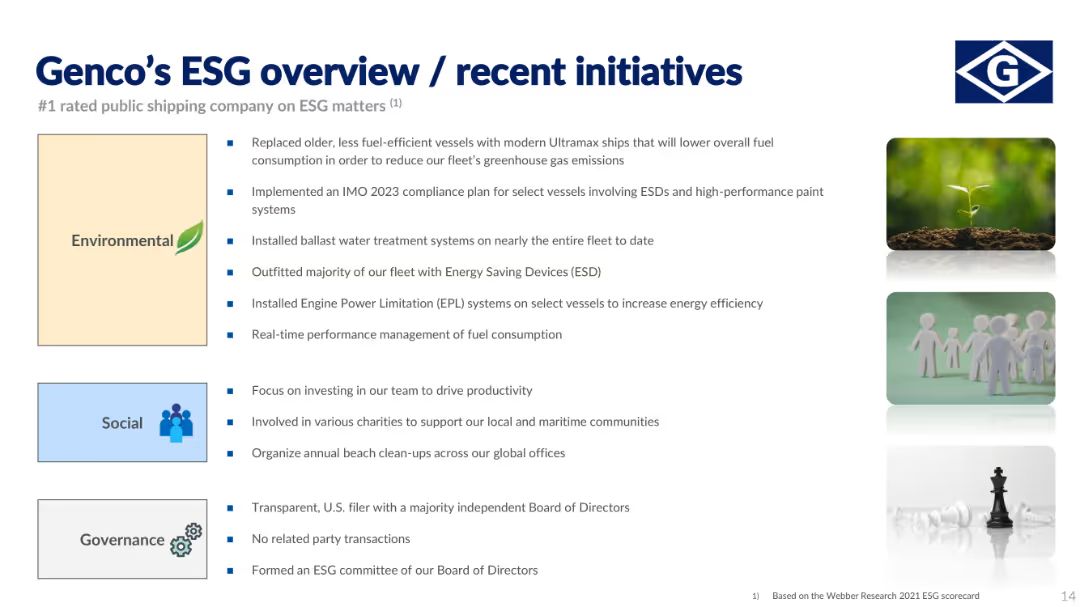 Genco’s ESG overview / recent initiatives
#1 rated public shipping company on ESG matters (1)
G
Environmental
▪ Replaced older, less fuel-efficient vessels with modern Ultramax ships that will lower overall fuel
consumption in order to reduce our fleet’s greenhouse gas emissions
▪ Implemented an IMO 2023 compliance plan for select vessels involving ESDs and high-performance paint
systems
▪ Installed ballast water treatment systems on nearly the entire fleet to date
▪ Outfitted majority of our fleet with Energy Saving Devices (ESD)
▪ Installed Engine Power Limitation (EPL) systems on select vessels to increase energy efficiency
▪ Real-time performance management of fuel consumption
Social
▪ Focus on investing in our team to drive productivity
▪ Involved in various charities to support our local and maritime communities
▪ Organize annual beach clean-ups across our global offices
Governance
▪ Transparent, U.S. filer with a majority independent Board of Directors
▪ No related party transactions
▪ Formed an ESG committee of our Board of Directors
1) Based on the Webber Research 2021 ESG scorecard
14